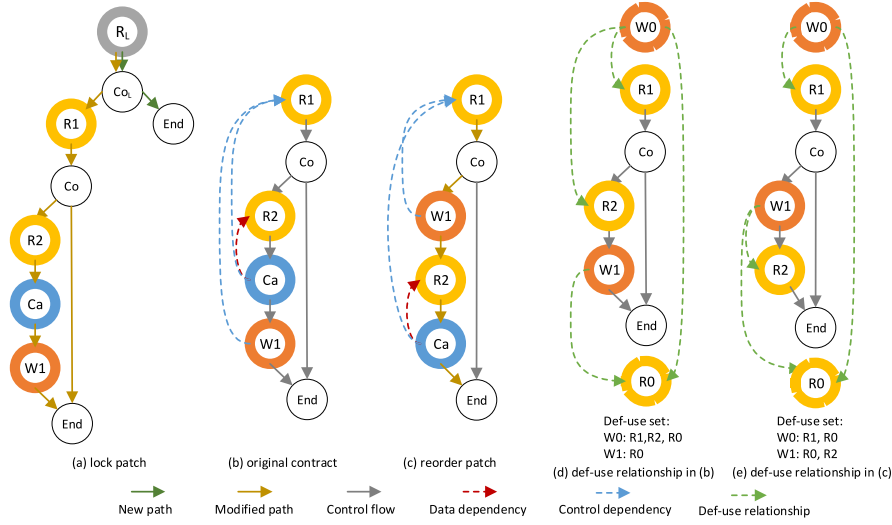 R_L
Co_L
End
R1
Co
R2
Ca
W1
End
(a) lock patch
R1
Co
R2
Ca
W1
End
(b) original contract
R1
Co
W1
R2
Ca
End
(c) reorder patch
W0
R1
Co
R2
W1
End
R0
Def-use set:
W0: R1,R2, R0
W1: R0
(d) def-use relationship in (b)
W0
R1
Co
W1
R2
End
R0
Def-use set:
W0: R1, R0
W1: R0, R2
(e) def-use relationship in (c)
New path
Modified path
Control flow
Data dependency
Control dependency
Def-use relationship